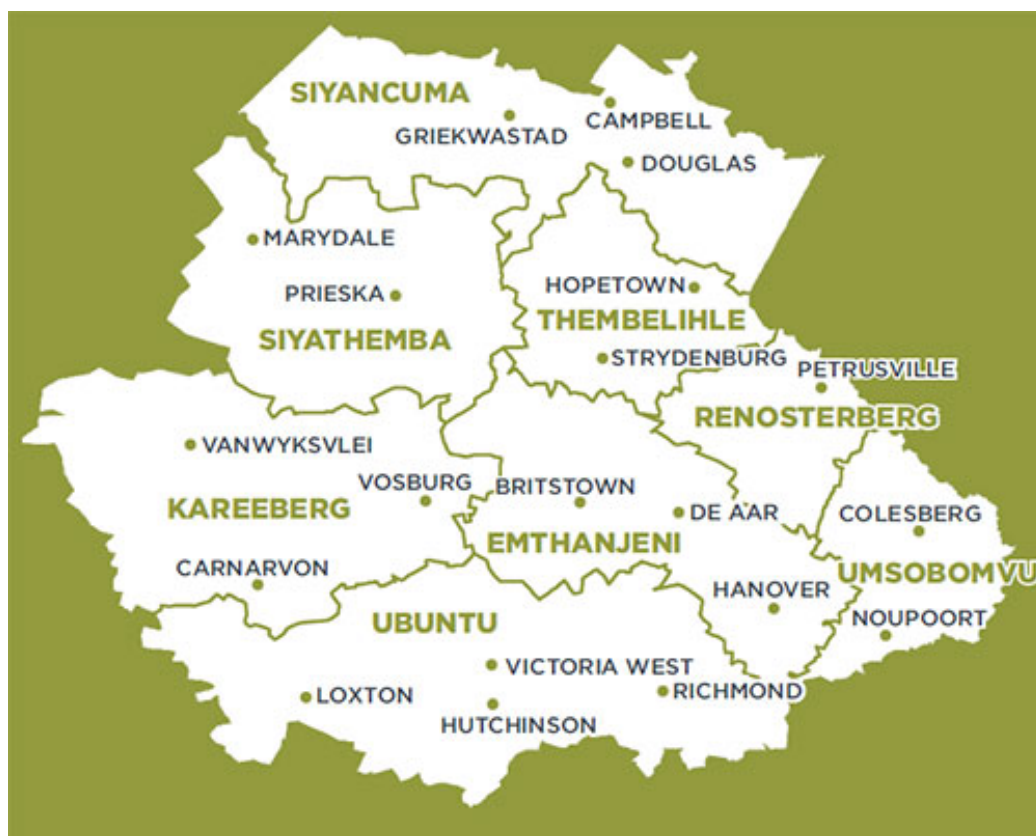 SIYANCUMA
CAMPBELL
GRIEKWASTAD
DOUGLAS
MARYDALE
HOPETOWN
PRIESKA
THEMBELIHLE
SIYATHEMBA
STRYDENBURG
PETRUSVILLE
RENOSTERBERG
VANWYKSVLEI
VOSBURG
BRITSTOWN
KAREEBERG
DE AAR
COLESBERG
EMTHANJENI
CARNARVON
UMSOBOMVU
HANOVER
UBUNTU
NOUPOORT
VICTORIA WEST
RICHMOND
LOXTON
HUTCHINSON